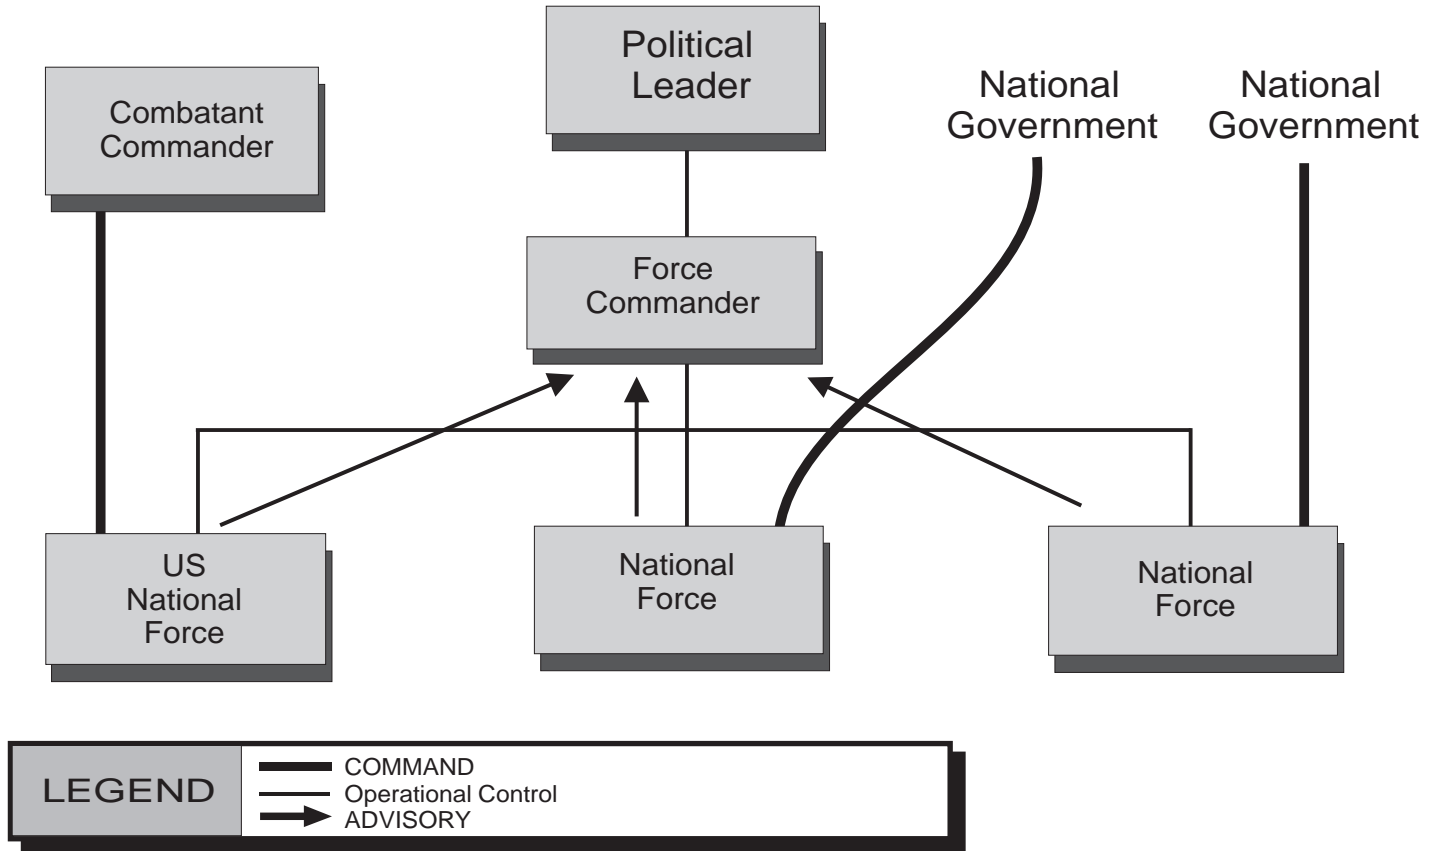 Political
Leader
Combatant
Commander
National
Government
National
Government
Force
Commander
US
National
Force
National
Force
National
Force
LEGEND
COMMAND
Operational Control
ADVISORY